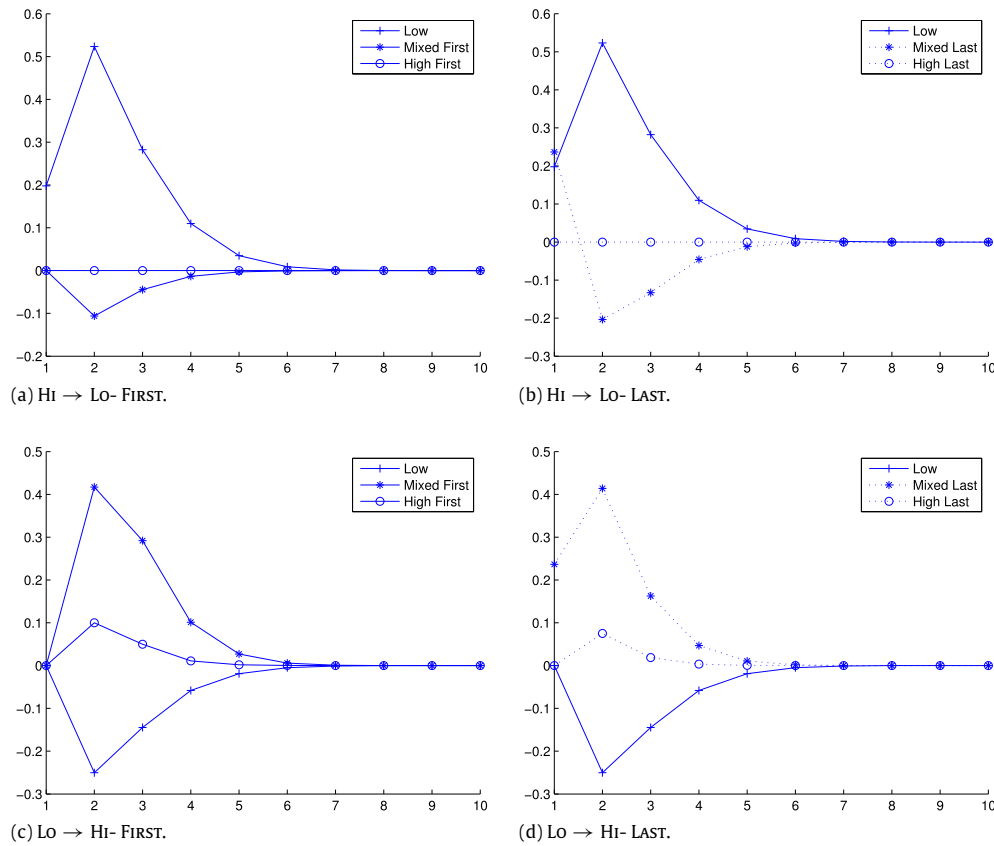 0.6
0.5
0.4
0.3
0.2
0.1
0
−0.1
−0.2
1 2 3 4 5 6 7 8 9 10
Low
Mixed First
High First
(a) HI → LO- FIRST.
0.6
0.5
0.4
0.3
0.2
0.1
0
−0.1
−0.2
−0.3
1 2 3 4 5 6 7 8 9 10
Low
Mixed Last
High Last
(b) HI → LO- LAST.
0.5
0.4
0.3
0.2
0.1
0
−0.1
−0.2
−0.3
1 2 3 4 5 6 7 8 9 10
Low
Mixed First
High First
(c) LO → HI- FIRST.
0.5
0.4
0.3
0.2
0.1
0
−0.1
−0.2
−0.3
1 2 3 4 5 6 7 8 9 10
Low
Mixed Last
High Last
(d) LO → HI- LAST.